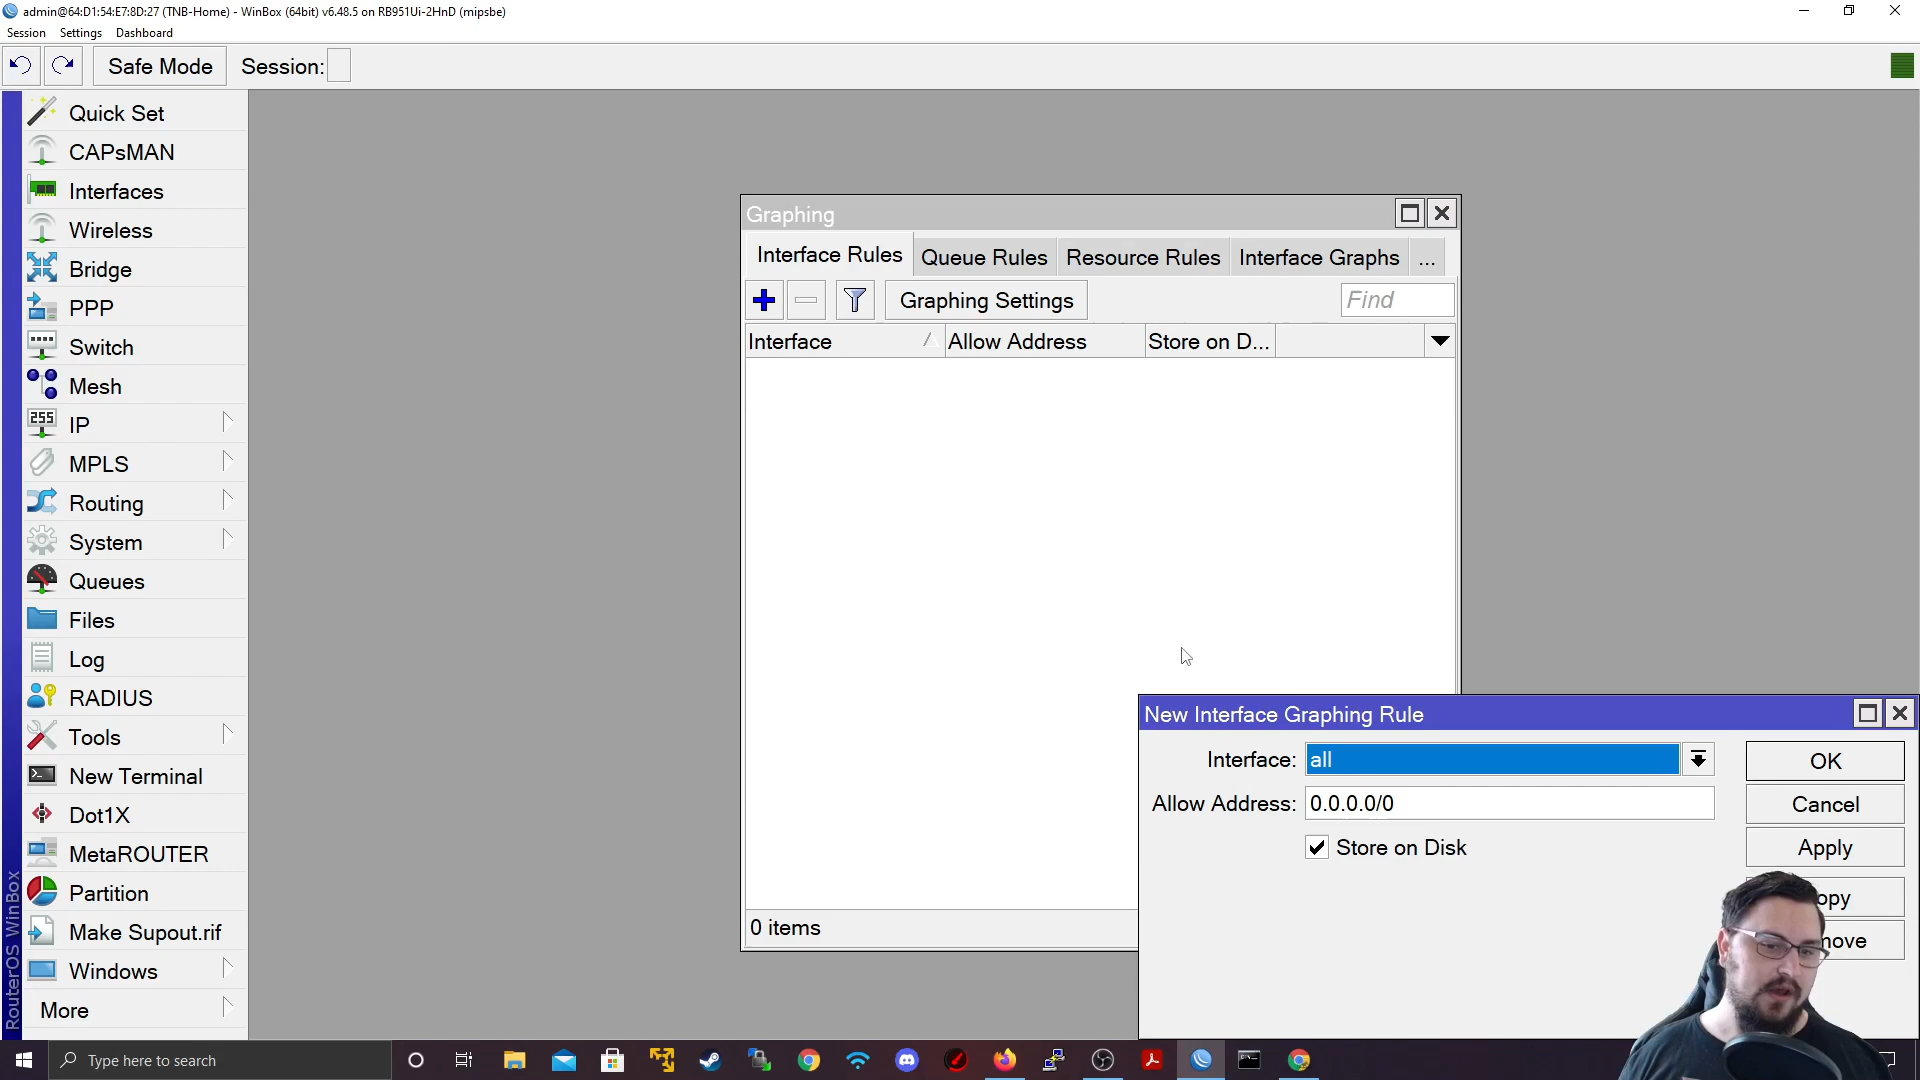 admin@64:D1:54:E7:8D:27 (TNB-Home) - WinBox (64bit) v6.48.5 on RB951Ui-2HnD (mipsbe)
Session Settings Dashboard
Safe Mode Session:
Quick Set
CAPsMAN
Interfaces
Wireless
Bridge
PPP
Switch
Mesh
255 IP
MPLS
Routing
System
Queues
Files
Log
RADIUS
Tools
New Terminal
Dot1X
MetaROUTER
Partition
Make Supout.rif
Windows
More
RouterOS WinBox
Graphing
Interface Rules Queue Rules Resource Rules Interface Graphs ...
Graphing Settings Find
Interface Allow Address Store on D...
0 items
New Interface Graphing Rule
Interface: all OK
Allow Address: 0.0.0.0/0 Cancel
Store on Disk Apply
opy
move
Type here to search